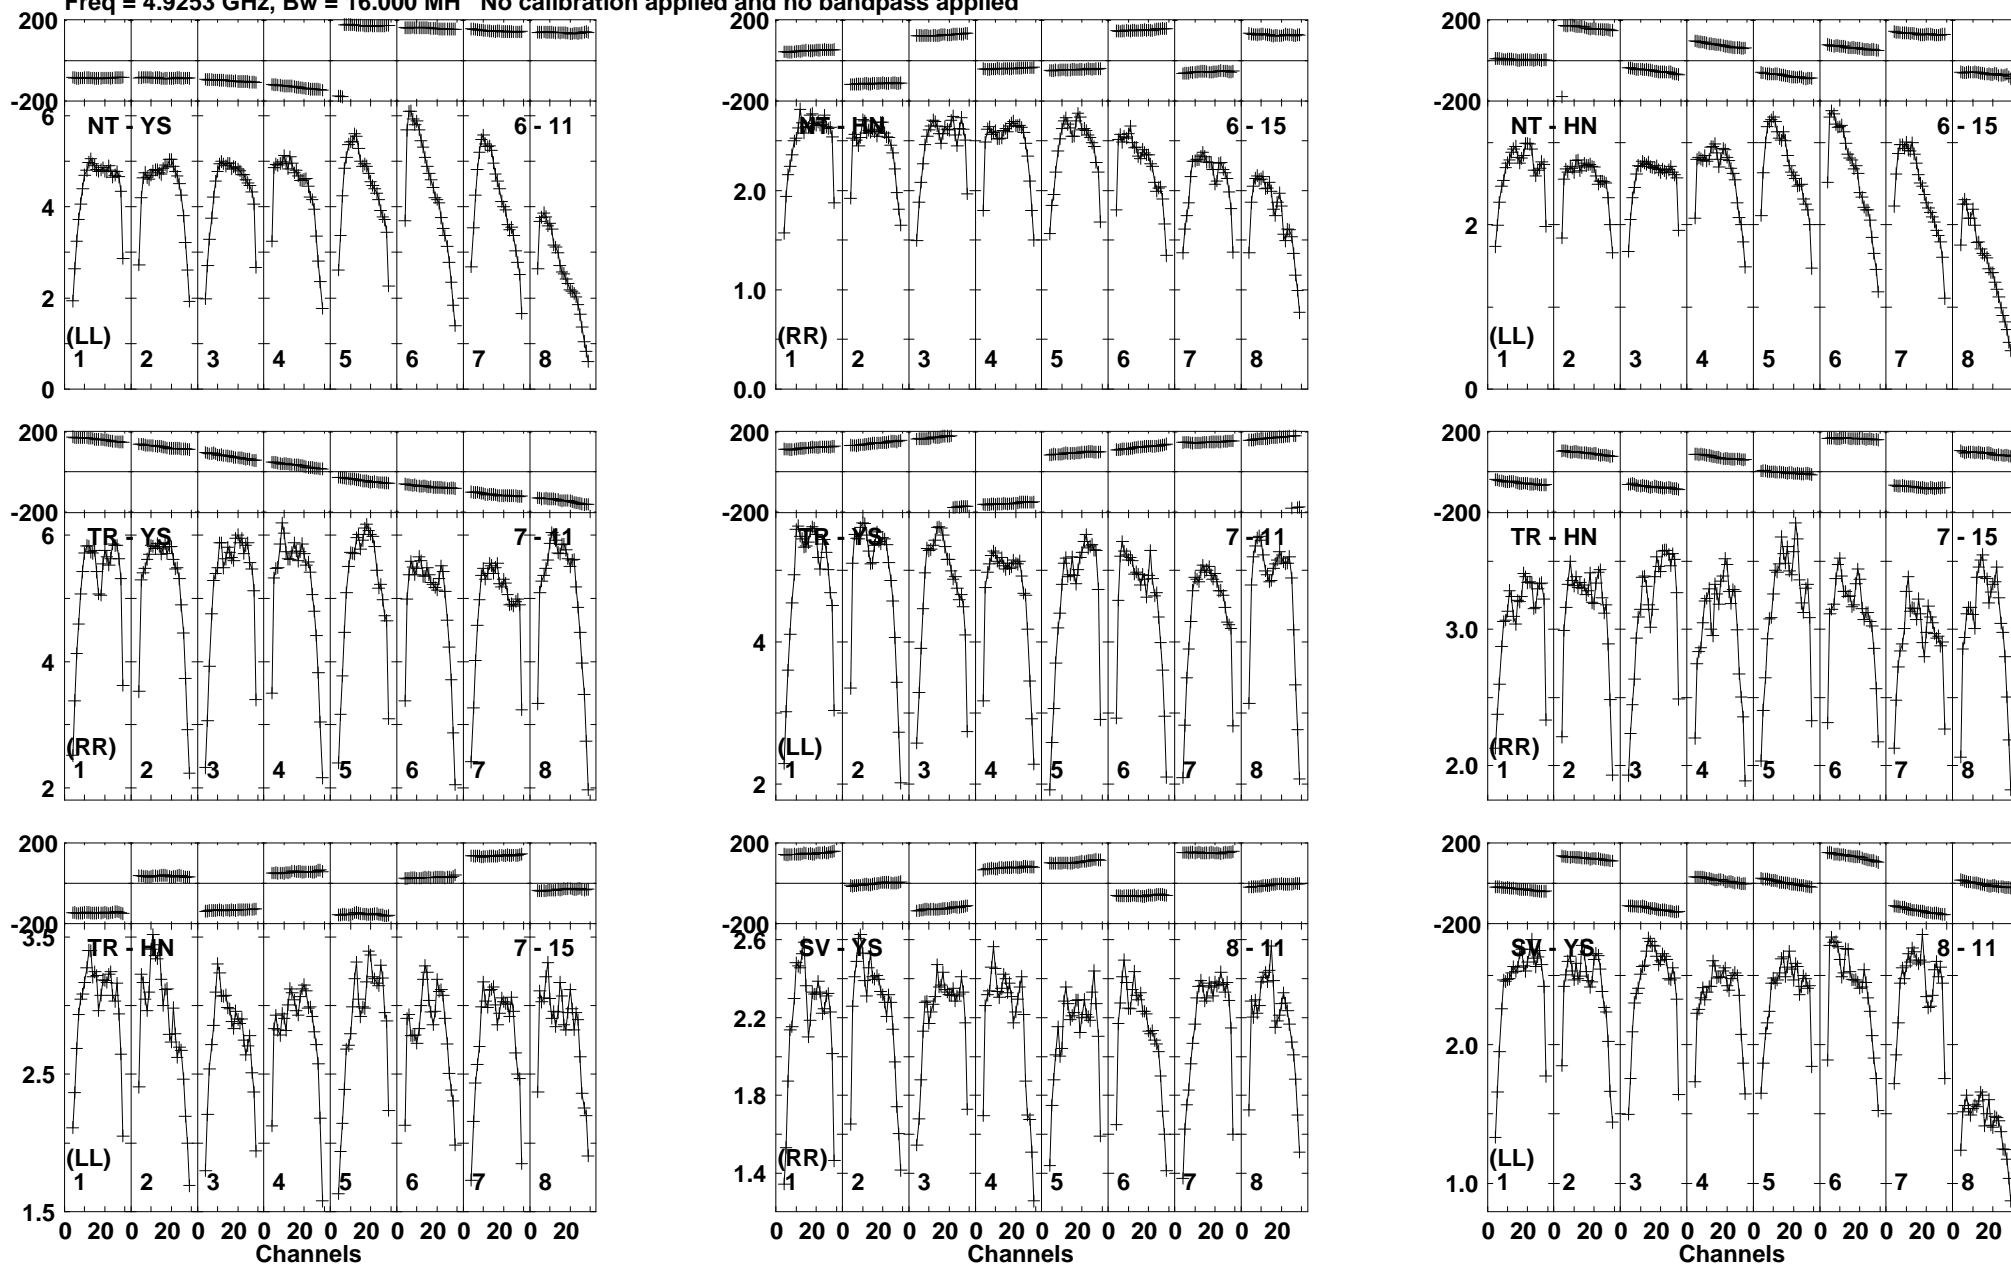 Freq = 4.9253 GHz, Bw = 16.000 MH No calibration applied and no bandpass applied
200 200 200
-200 -200 -200
6 NT - YS 6 - 11 NT - HN 6 - 15 NT - HN 6 - 15
4 2.0 2
2 1.0
(LL) (RR) (LL)
1 2 3 4 5 6 7 8 1 2 3 4 5 6 7 8 1 2 3 4 5 6 7 8
0 0.0 0
200 200 200
-200 -200 -200
6 TR - YS 7 - 11 TR - YS 7 - 11 TR - HN 7 - 15
4 4 3.0
(RR) (LL) (RR)
1 2 3 4 5 6 7 8 1 2 3 4 5 6 7 8 2.0 1 2 3 4 5 6 7 8
2 2
200 200 200
-200 -200 -200
3.5 TR - HN 7 - 15 2.6 SV - YS 8 - 11 SV - YS 8 - 11
2.5 2.2 2.0
1.8
(LL) 1.4 (RR) (LL)
1 2 3 4 5 6 7 8 1 2 3 4 5 6 7 8 1.0 1 2 3 4 5 6 7 8
1.5
0 20 0 20 0 20 0 20 0 20 0 20 0 20 0 20 0 20 0 20 0 20 0 20 0 20 0 20 0 20 0 20 0 20 0 20 0 20 0 20 0 20 0 20 0 20 0 20
Channels Channels Channels